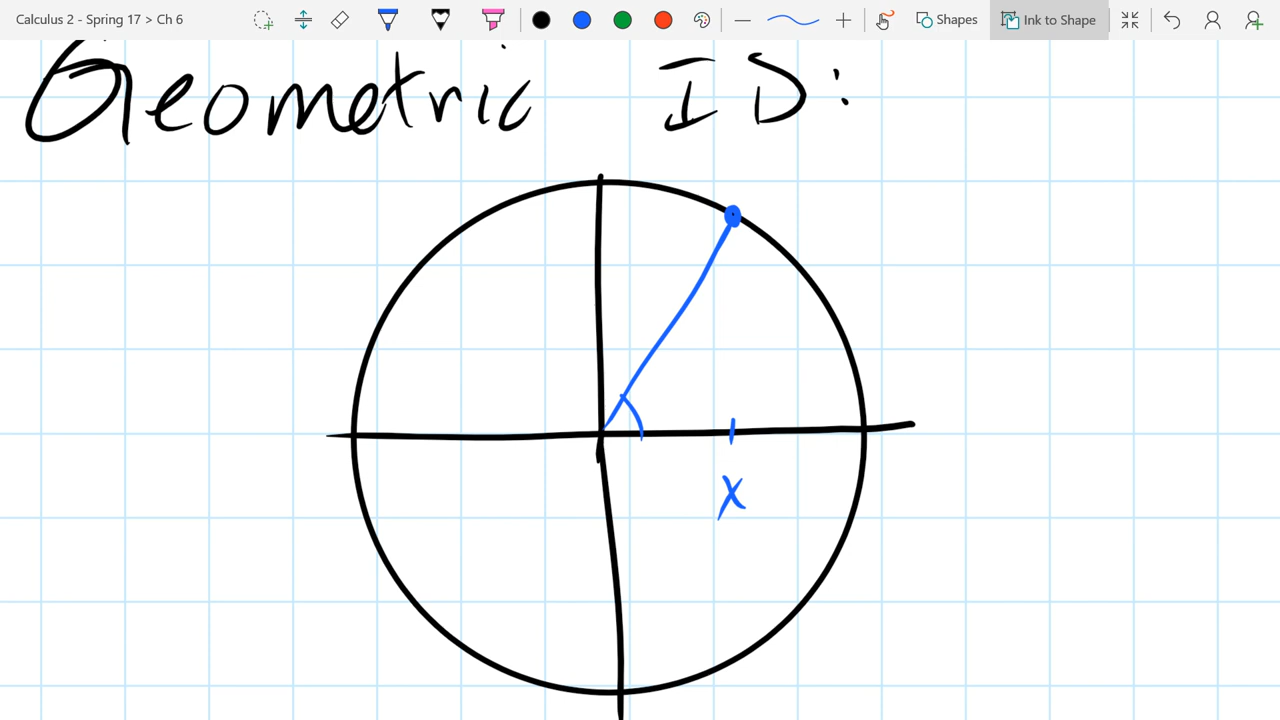 Calculus 2 - Spring 17 > Ch 6
Shapes
Ink to Shape
Geometric ID:
x